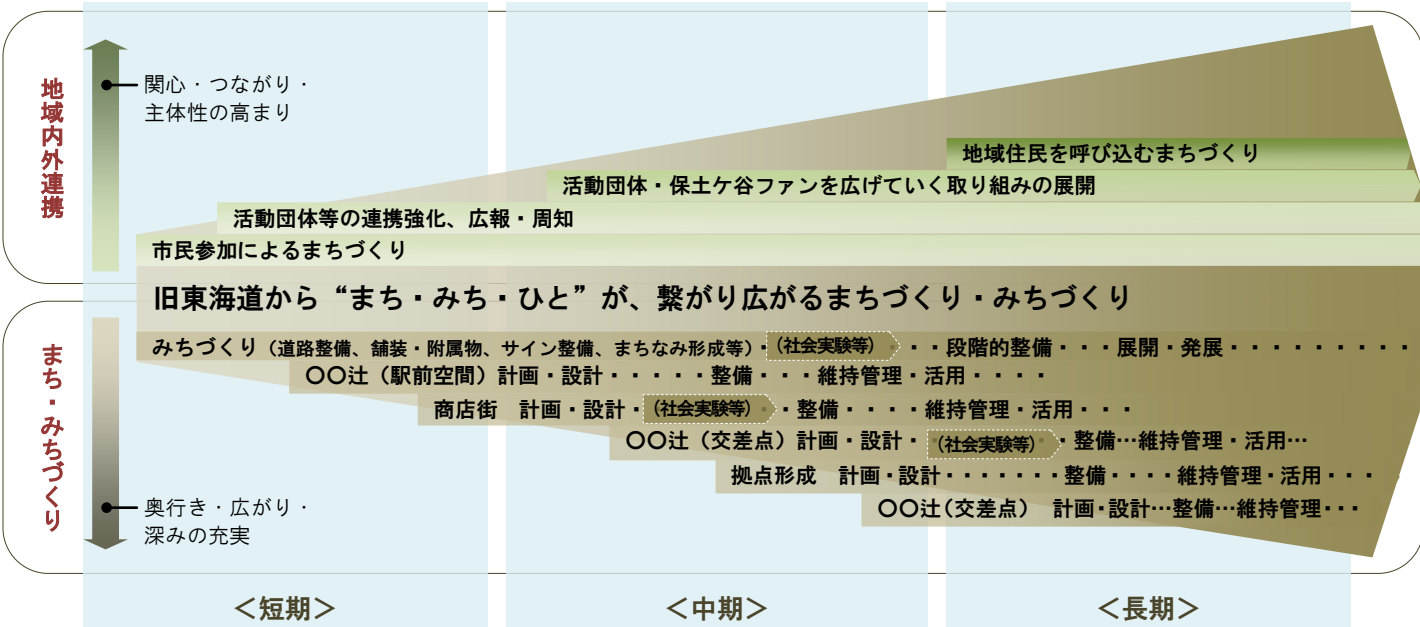 地域内外連携
関心・つながり・
主体性の高まり
地域住民を呼び込むまちづくり
活動団体・保土ケ谷ファンを広げていく取り組みの展開
活動団体等の連携強化、広報・周知
市民参加によるまちづくり
旧東海道から“まち・みち・ひと”が、繋がり広がるまちづくり・みちづくり
まち・みちづくり
みちづくり（道路整備、舗装・附属物、サイン整備、まちなみ形成等）・（社会実験等）・・・段階的整備・・・展開・発展・・・・・・・・・
〇〇辻（駅前空間）計画・設計・・・・・整備・・・維持管理・活用・・・・
商店街　計画・設計・（社会実験等）・・整備・・・・維持管理・活用・・・
〇〇辻（交差点）計画・設計・・（社会実験等）・・整備…維持管理・活用…
拠点形成　計画・設計・・・・・・・整備・・・・維持管理・活用・・・
〇〇辻（交差点）　計画・設計…整備…維持管理・・・
奥行き・広がり・
深みの充実
＜短期＞
＜中期＞
＜長期＞